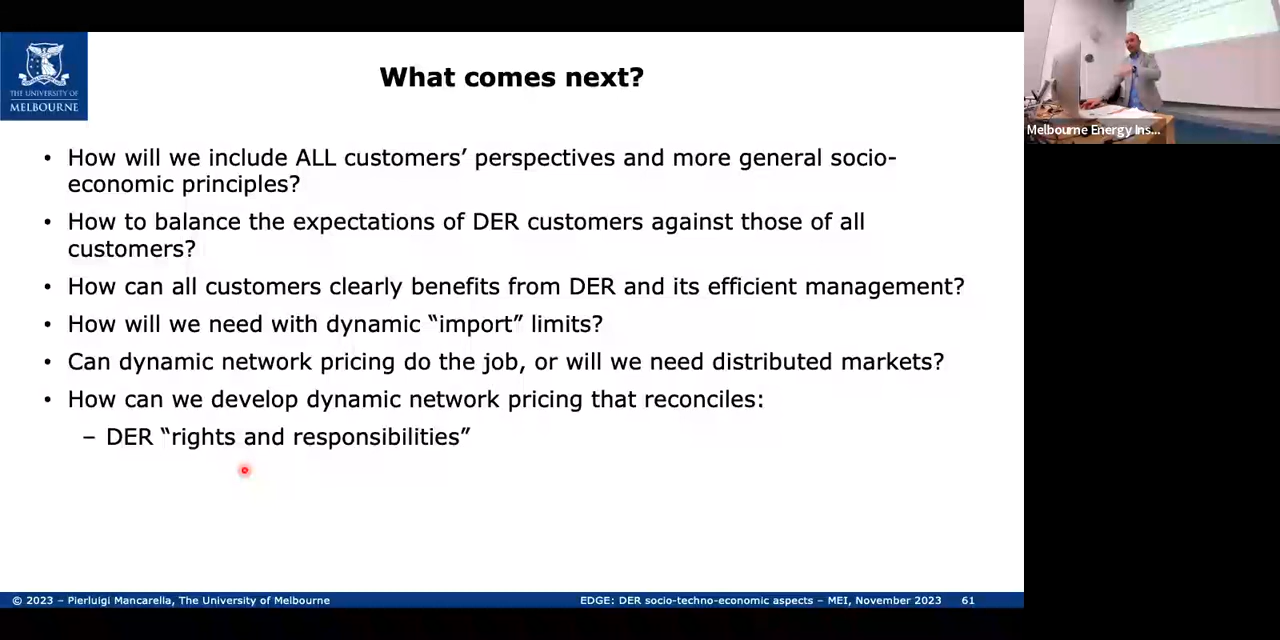 THE UNIVERSITY OF
MELBOURNE
What comes next?
• How will we include ALL customers’ perspectives and more general socio-
economic principles?
• How to balance the expectations of DER customers against those of all
customers?
• How can all customers clearly benefits from DER and its efficient management?
• How will we need with dynamic “import” limits?
• Can dynamic network pricing do the job, or will we need distributed markets?
• How can we develop dynamic network pricing that reconciles:
– DER “rights and responsibilities”
© 2023 – Pierluigi Mancarella, The University of Melbourne
EDGE: DER socio-techno-economic aspects – MEI, November 2023 61
Melbourne Energy Ins...